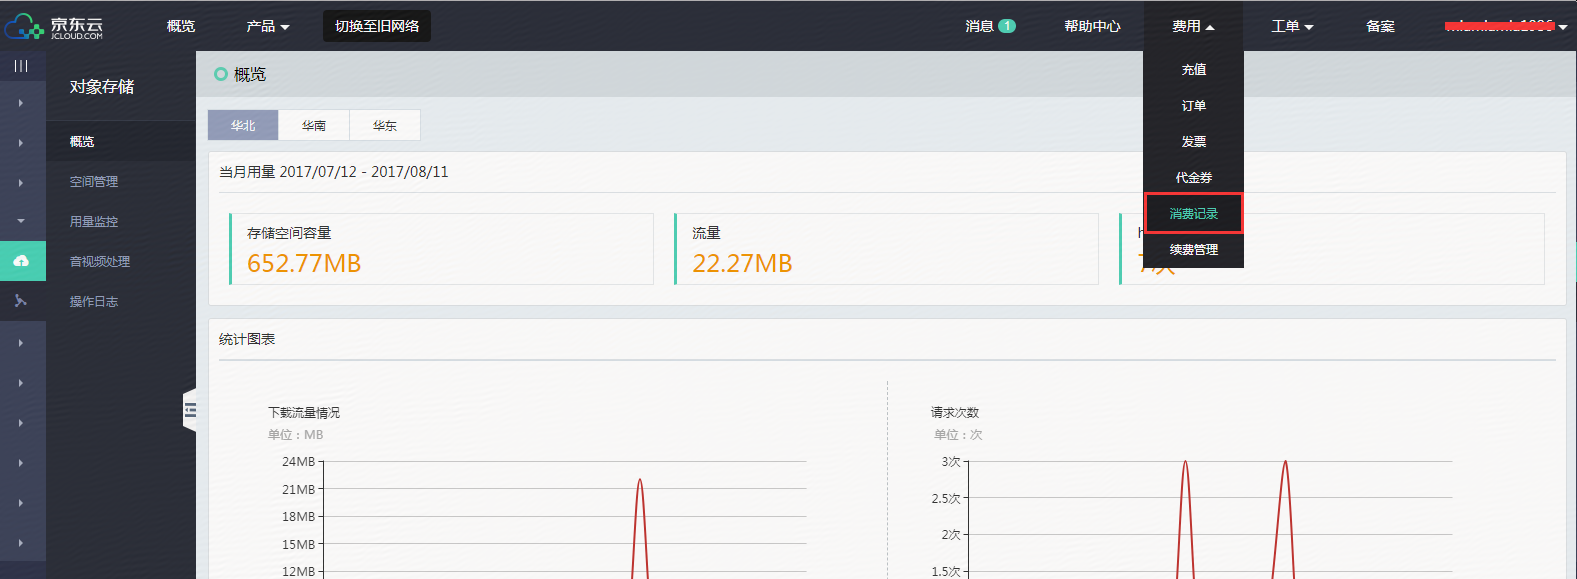 京东云
JCLOUD.COM
概览
产品
切换至旧网络
消息 1
帮助中心
费用
工单
备案
充值
订单
发票
代金券
消费记录
续费管理
对象存储
概览
空间管理
用量监控
音视频处理
操作日志
概览
华北
华南
华东
当月用量 2017/07/12 - 2017/08/11
存储空间容量
652.77MB
流量
22.27MB
7次
统计图表
下载流量情况
单位：MB
24MB
21MB
18MB
15MB
12MB
请求次数
单位：次
3次
2.5次
2次
1.5次